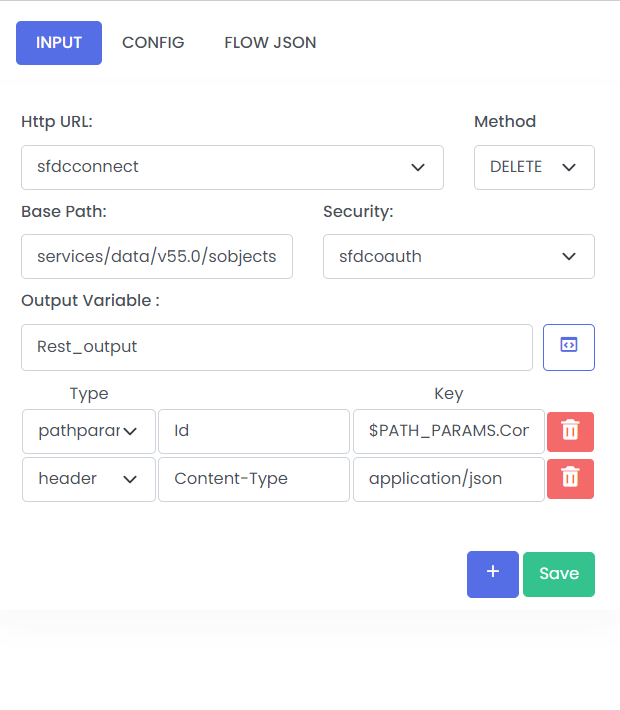 INPUT CONFIG FLOW JSON
Http URL: Method
sfdcconnect DELETE
Base Path: Security:
services/data/v55.0/sobjects sfdcoauth
Output Variable :
Rest_output
Type Key
pathparar Id $PATH_PARAMS.Con
header Content-Type application/json
+ Save